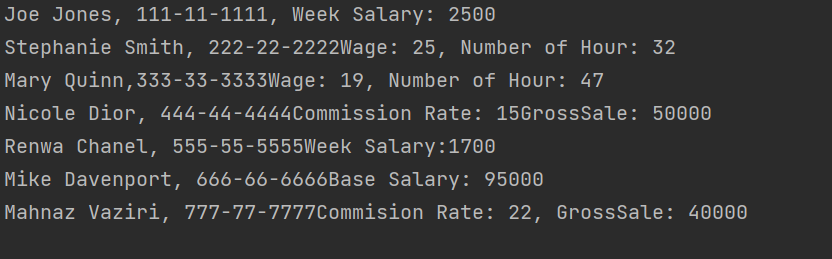 Joe Jones, 111-11-1111, Week Salary: 2500
Stephanie Smith, 222-22-2222Wage: 25, Number of Hour: 32
Mary Quinn,333-33-3333Wage: 19, Number of Hour: 47
Nicole Dior, 444-44-4444Commission Rate: 15GrossSale: 50000
Renwa Chanel, 555-55-5555Week Salary:1700
Mike Davenport, 666-66-6666Base Salary: 95000
Mahnaz Vaziri, 777-77-7777Commision Rate: 22, GrossSale: 40000